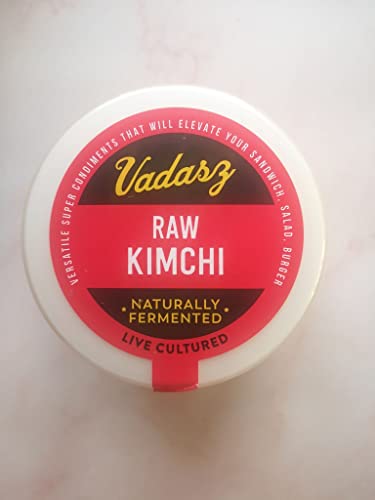 VERSATILE SUPER CONDIMENTS THAT WILL ELEVATE YOUR SANDWICH, SALAD, BURGER
Vadasz
RAW
KIMCHI
• NATURALLY •
FERMENTED
LIVE CULTURED